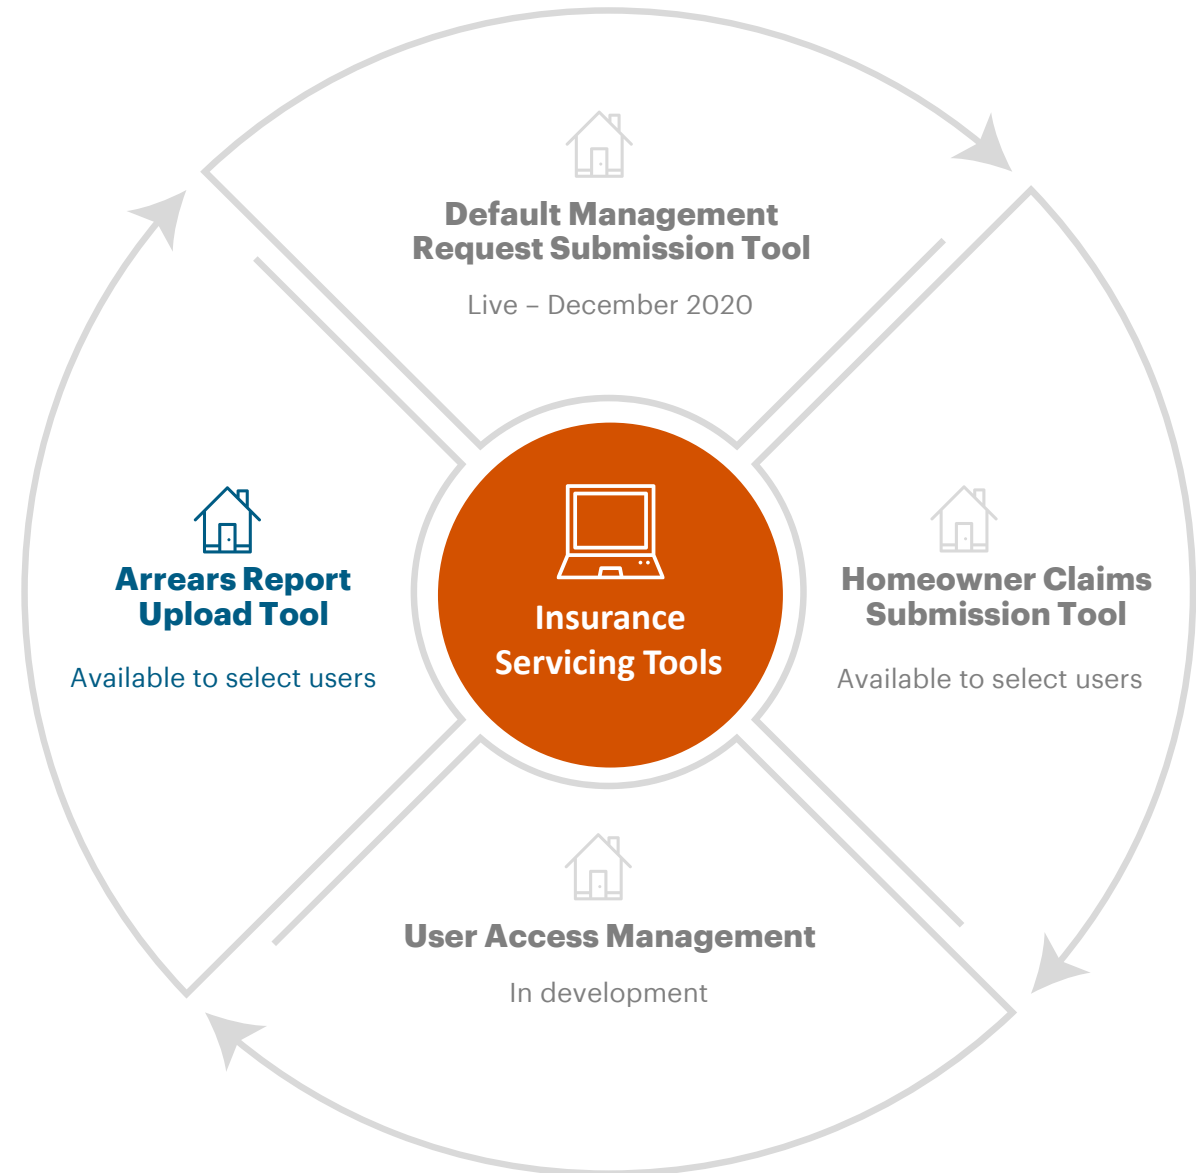 Default Management
Request Submission Tool
Live – December 2020
Arrears Report
Upload Tool
Available to select users
Insurance
Servicing Tools
Homeowner Claims
Submission Tool
Available to select users
User Access Management
In development